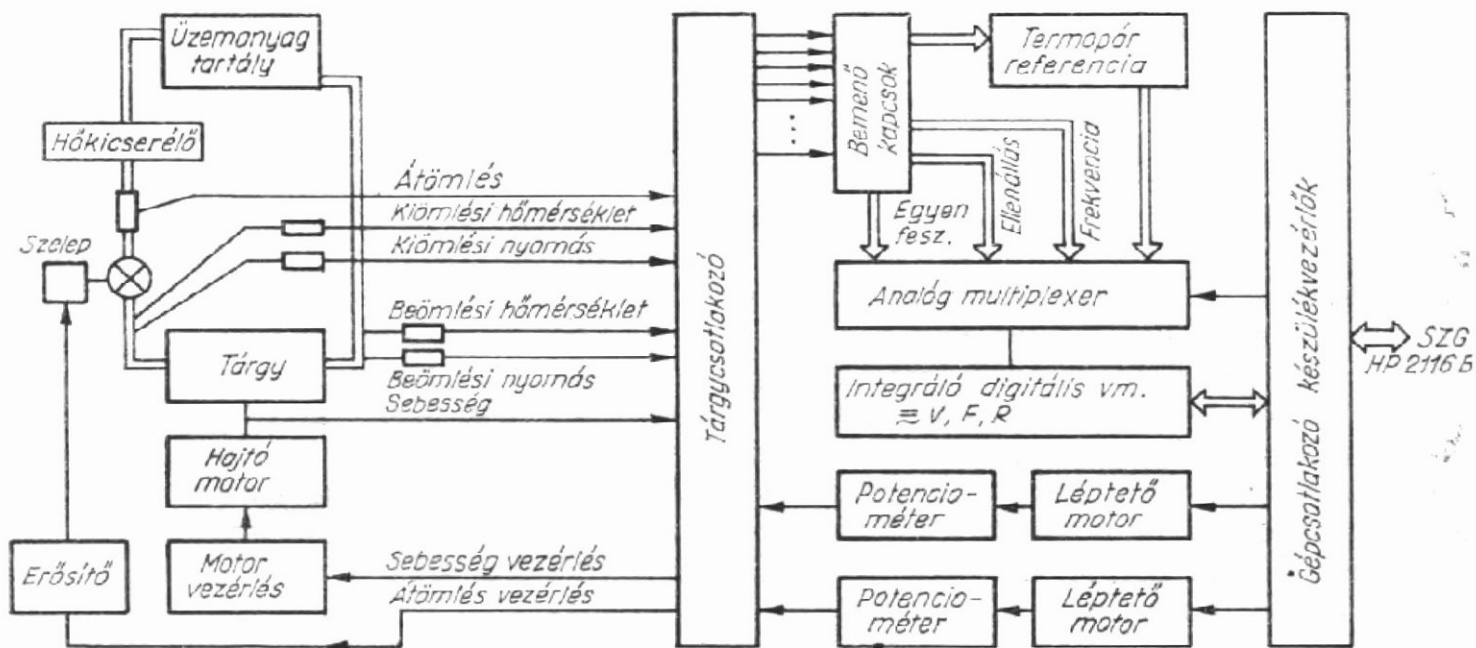 Üzemanyag
tartály
Hőkicserélő
Szelep
Átömlés
Kiömlési hőmérséklet
Kiömlési nyomás
Beömlési hőmérséklet
Beömlési nyomás
Sebesség
Tárgy
Hajtó
motor
Motor
vezérlés
Erősítő
Sebesség vezérlés
Átömlés vezérlés
Tárgycsatlakozó
Bemenő
kapcsok
Termopár
referencia
Egyen
fesz.
Ellenállás
Frekvencia
Analóg multiplexer
Integráló digitális vm.
≅ V, F, R
Potencio-
méter
Léptető
motor
Potencio-
méter
Léptető
motor
Gépcsatlakozó készülékvezérlők
SZG
HP 2116 B